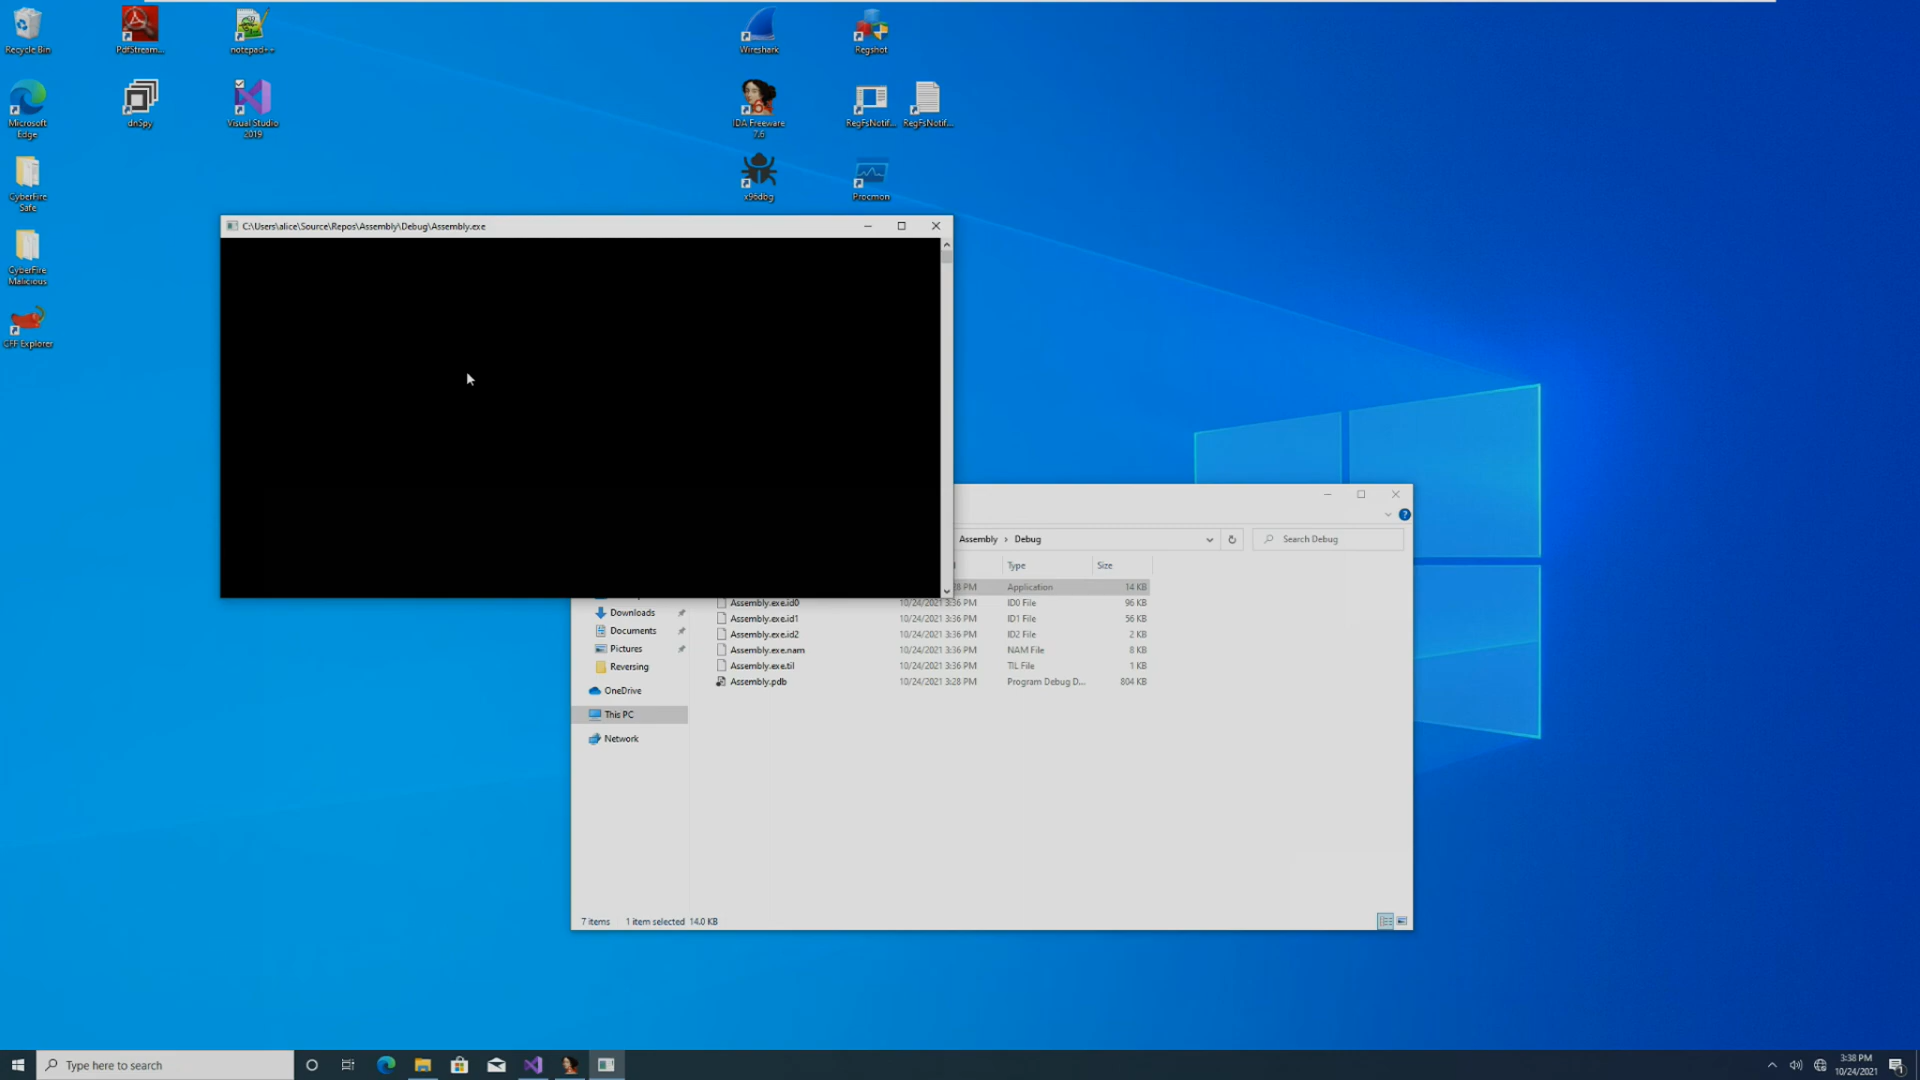 Recycle Bin
PdfStream...
notepad++
Wireshark
Regshot
Microsoft
Edge
dnSpy
Visual Studio
2019
IDA Freeware
7.6
RegFsNotif...
RegFsNotif...
CyberFire
Safe
x96dbg
Procmon
CyberFire
Malicious
CFF Explorer
C:\Users\alice\Source\Repos\Assembly\Debug\Assembly.exe
Assembly > Debug
Search Debug
Type
Size
PM
Application
14 KB
Assembly.exe.id0
10/24/2021 3:36 PM
ID0 File
96 KB
Downloads
Assembly.exe.id1
10/24/2021 3:36 PM
ID1 File
56 KB
Documents
Assembly.exe.id2
10/24/2021 3:36 PM
ID2 File
2 KB
Pictures
Assembly.exe.nam
10/24/2021 3:36 PM
NAM File
8 KB
Reversing
Assembly.exe.til
10/24/2021 3:36 PM
TIL File
1 KB
Assembly.pdb
10/24/2021 3:28 PM
Program Debug D...
804 KB
OneDrive
This PC
Network
7 items
1 item selected 14.0 KB
Type here to search
3:38 PM
10/24/2021